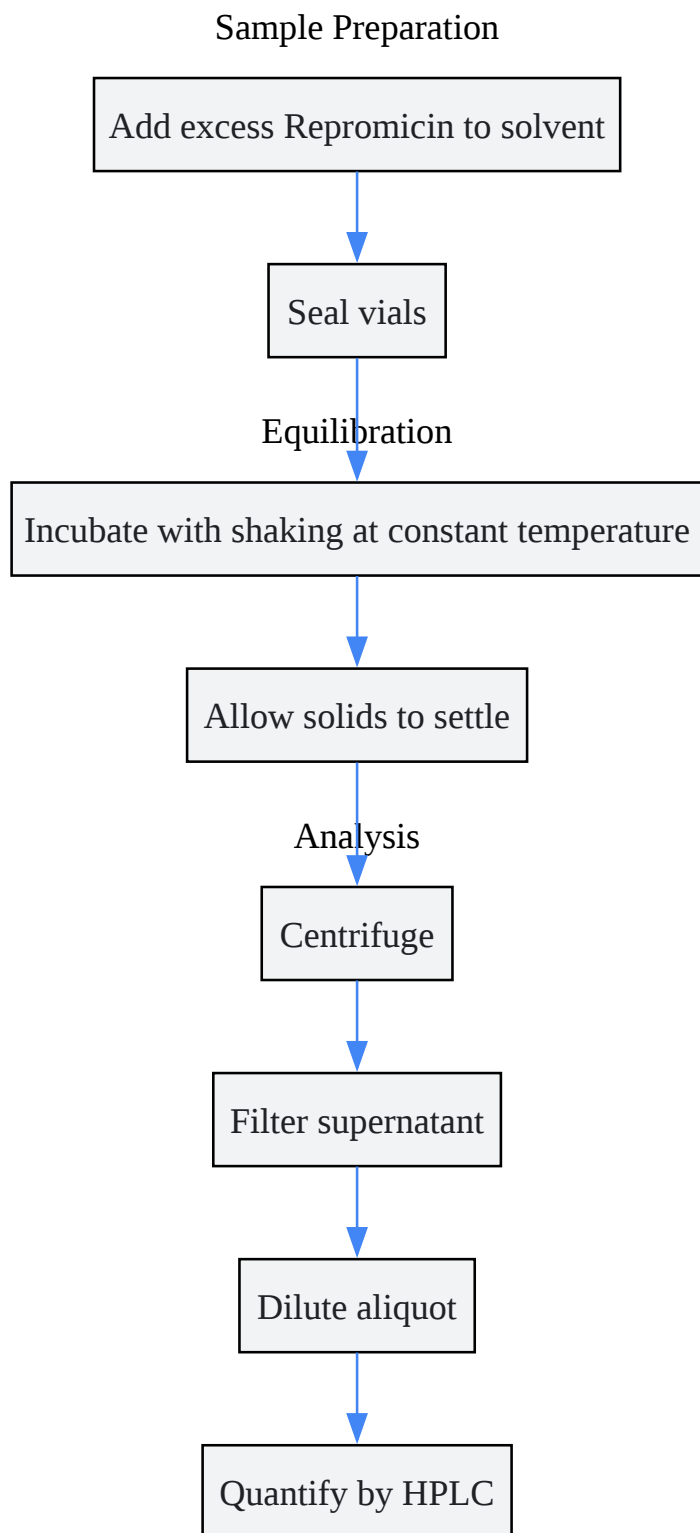 Sample Preparation
Add excess Repromicin to solvent
Seal vials
Equilibration
Incubate with shaking at constant temperature
Allow solids to settle
Analysis
Centrifuge
Filter supernatant
Dilute aliquot
Quantify by HPLC